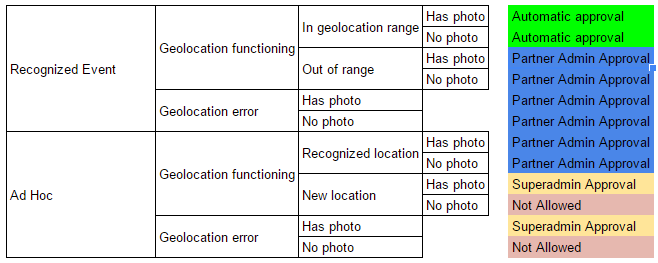 Has photo Automatic approval
In geolocation range
No photo Automatic approval
Geolocation functioning
Has photo Partner Admin Approval
Out of range
Recognized Event
No photo Partner Admin Approval
Has photo Partner Admin Approval
Geolocation error
No photo Partner Admin Approval
Has photo Partner Admin Approval
Recognized location
No photo Partner Admin Approval
Geolocation functioning
Has photo Superadmin Approval
New location
Ad Hoc
No photo Not Allowed
Has photo Superadmin Approval
Geolocation error
No photo Not Allowed